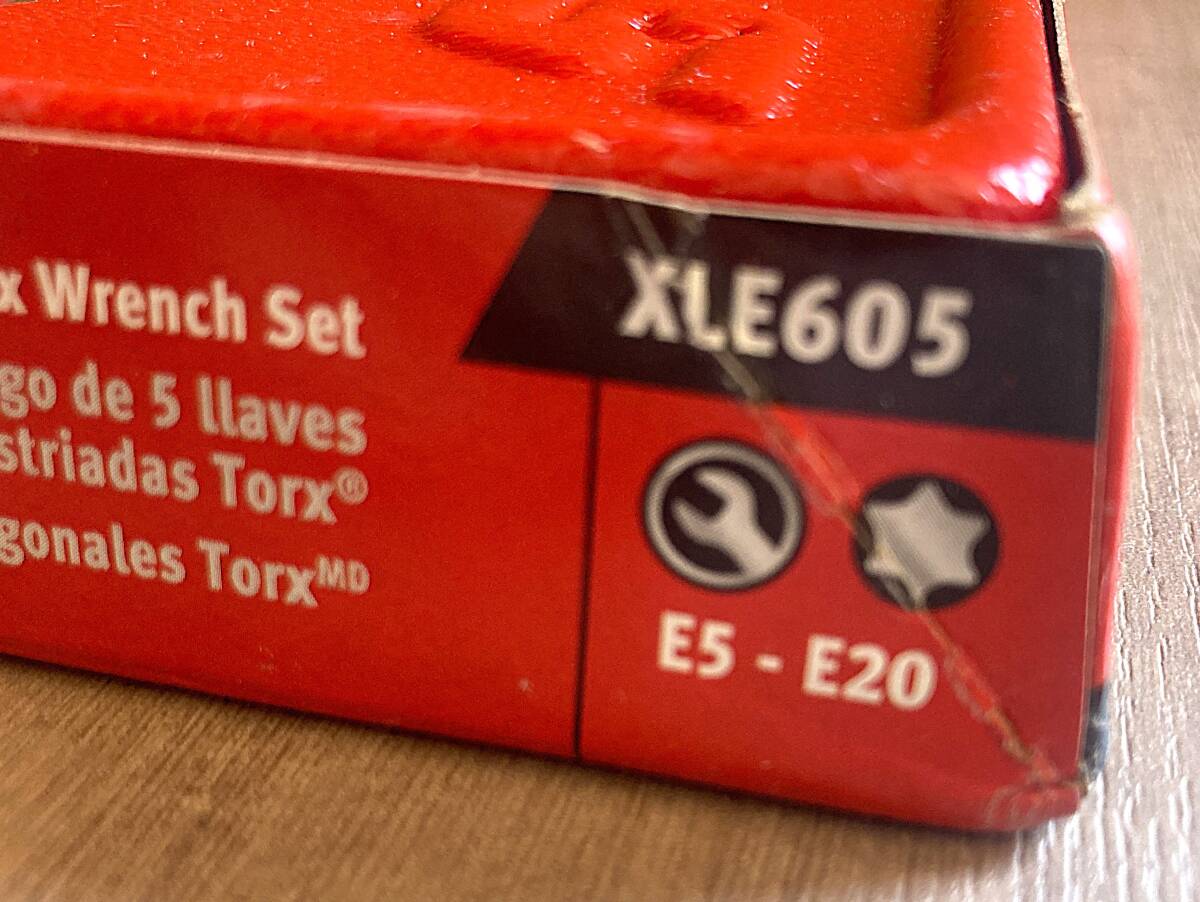 XLE605
x Wrench Set
go de 5 llaves
striadas Torx®
gonales Torxᴹᴰ
E5 - E20